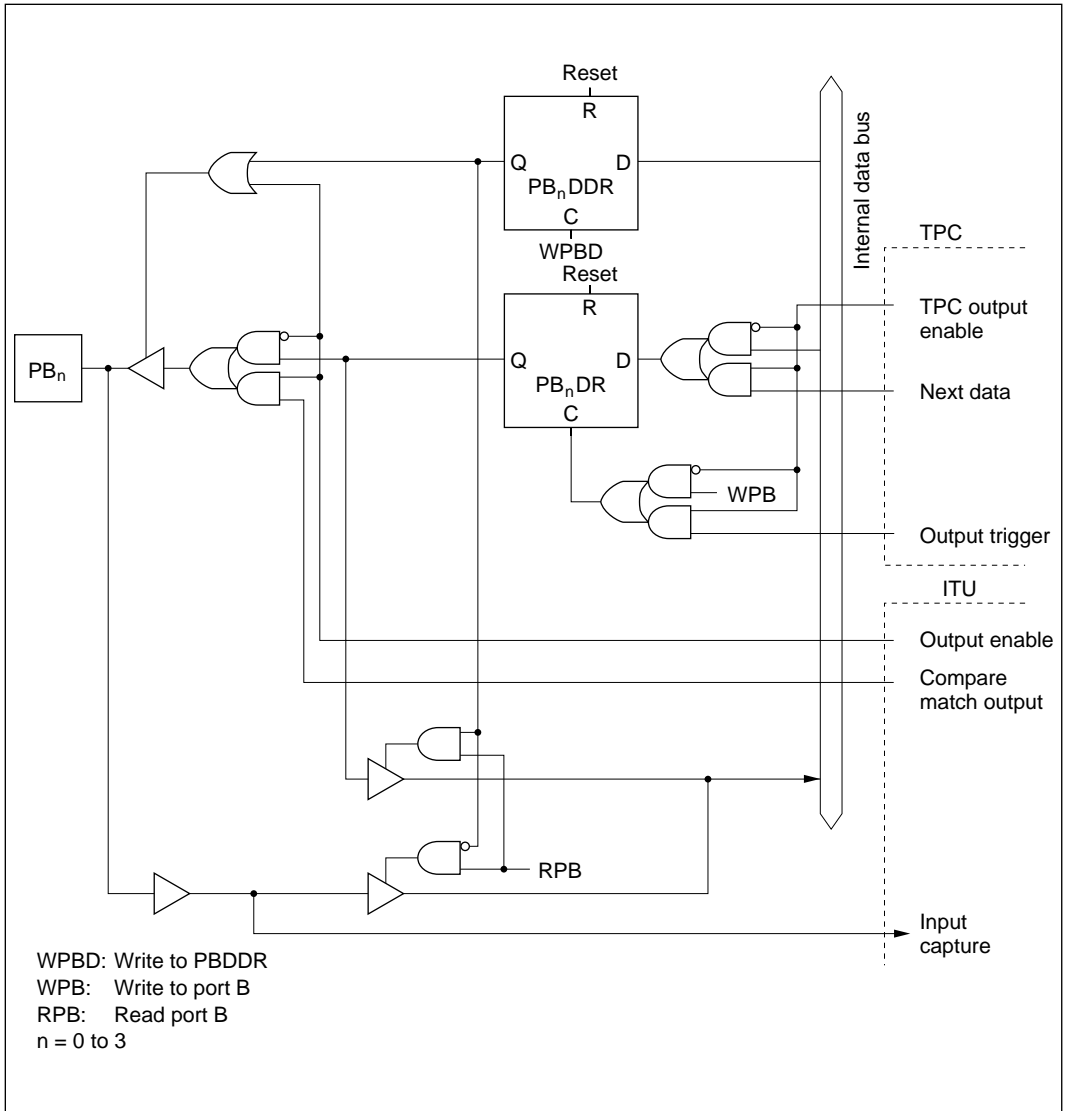 Reset
R
Q
D
PBnDDR
C
WPBD
Internal data bus
TPC
Reset
R
TPC output
enable
Q
D
PBn
PBnDR
C
Next data
WPB
Output trigger
ITU
Output enable
Compare
match output
RPB
Input
capture
WPBD: Write to PBDDR
WPB: Write to port B
RPB: Read port B
n = 0 to 3